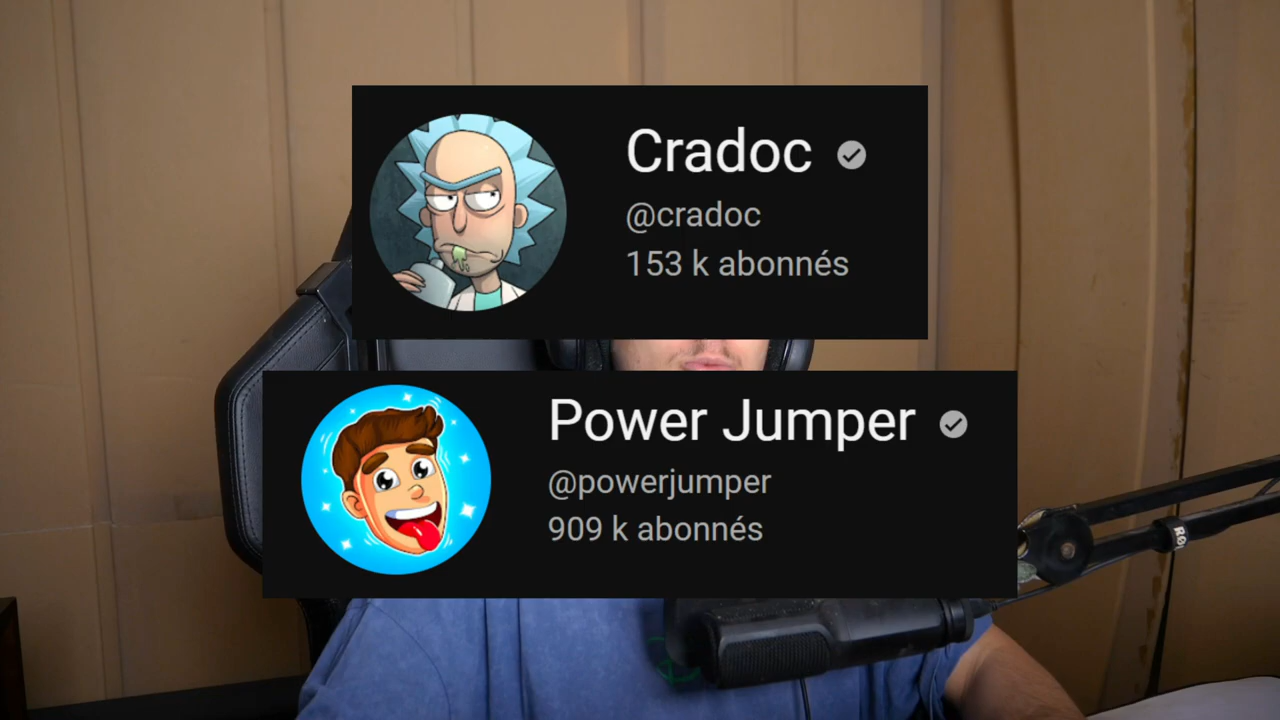 Cradoc
@cradoc
153 k abonnés
Power Jumper
@powerjumper
909 k abonnés